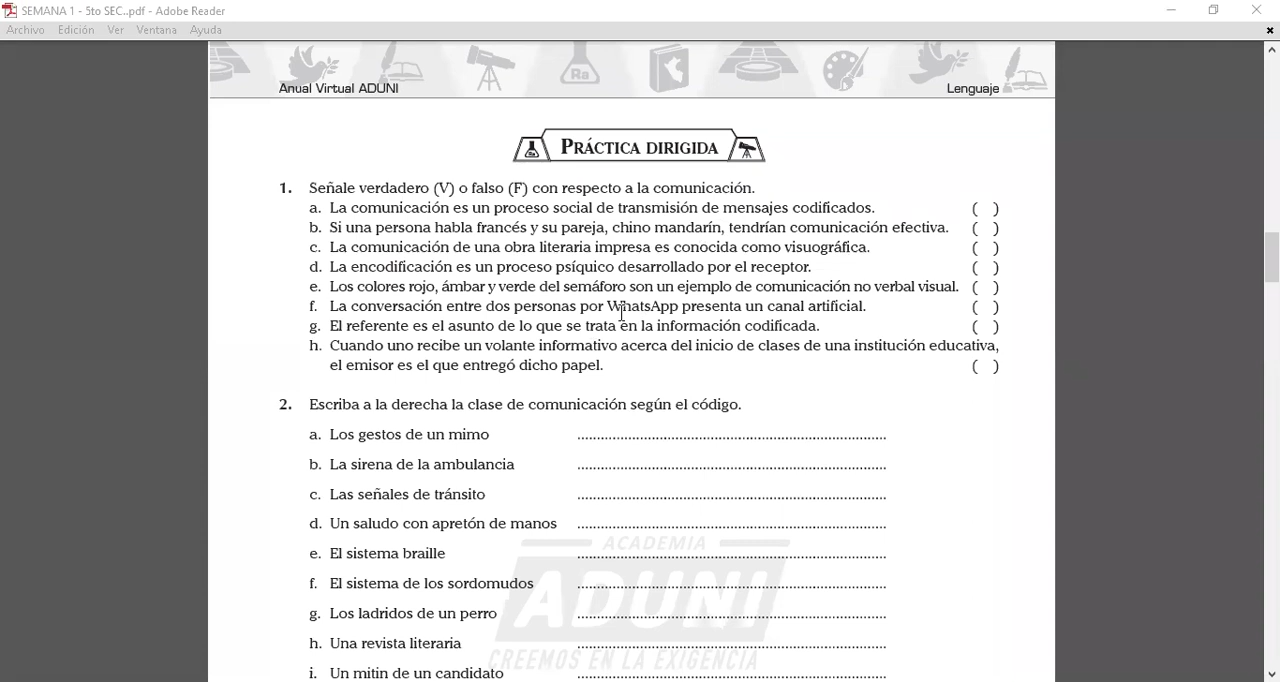 SEMANA 1 - 5to SEC..pdf - Adobe Reader
Archivo Edición Ver Ventana Ayuda
Ra
Anual Virtual ADUNI Lenguaje
PRÁCTICA DIRIGIDA
1. Señale verdadero (V) o falso (F) con respecto a la comunicación.
a. La comunicación es un proceso social de transmisión de mensajes codificados. ( )
b. Si una persona habla francés y su pareja, chino mandarín, tendrían comunicación efectiva. ( )
c. La comunicación de una obra literaria impresa es conocida como visuográfica. ( )
d. La encodificación es un proceso psíquico desarrollado por el receptor. ( )
e. Los colores rojo, ámbar y verde del semáforo son un ejemplo de comunicación no verbal visual. ( )
f. La conversación entre dos personas por WhatsApp presenta un canal artificial. ( )
g. El referente es el asunto de lo que se trata en la información codificada. ( )
h. Cuando uno recibe un volante informativo acerca del inicio de clases de una institución educativa,
el emisor es el que entregó dicho papel. ( )
2. Escriba a la derecha la clase de comunicación según el código.
a. Los gestos de un mimo ................................................................................
b. La sirena de la ambulancia ................................................................................
c. Las señales de tránsito ................................................................................
d. Un saludo con apretón de manos ................................................................................
ACADEMIA
e. El sistema braille ................................................................................
f. El sistema de los sordomudos ................................................................................
ADUNI
g. Los ladridos de un perro ................................................................................
h. Una revista literaria ................................................................................
CREEMOS EN LA EXIGENCIA
i. Un mitin de un candidato ................................................................................